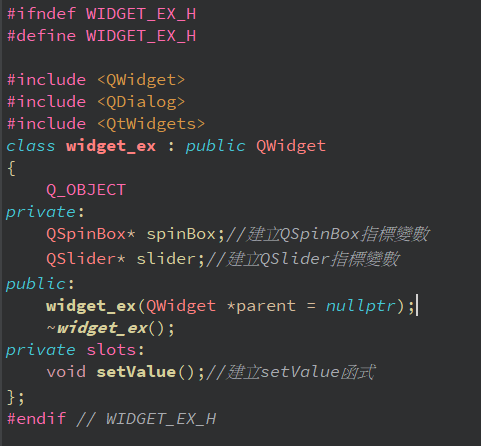 #ifndef WIDGET_EX_H
#define WIDGET_EX_H
#include <QWidget>
#include <QDialog>
#include <QtWidgets>
class widget_ex : public QWidget
{
Q_OBJECT
private:
QSpinBox* spinBox;//建立QSpinBox指標變數
QSlider* slider;//建立QSlider指標變數
public:
widget_ex(QWidget *parent = nullptr);
~widget_ex();
private slots:
void setValue();//建立setValue函式
};
#endif // WIDGET_EX_H